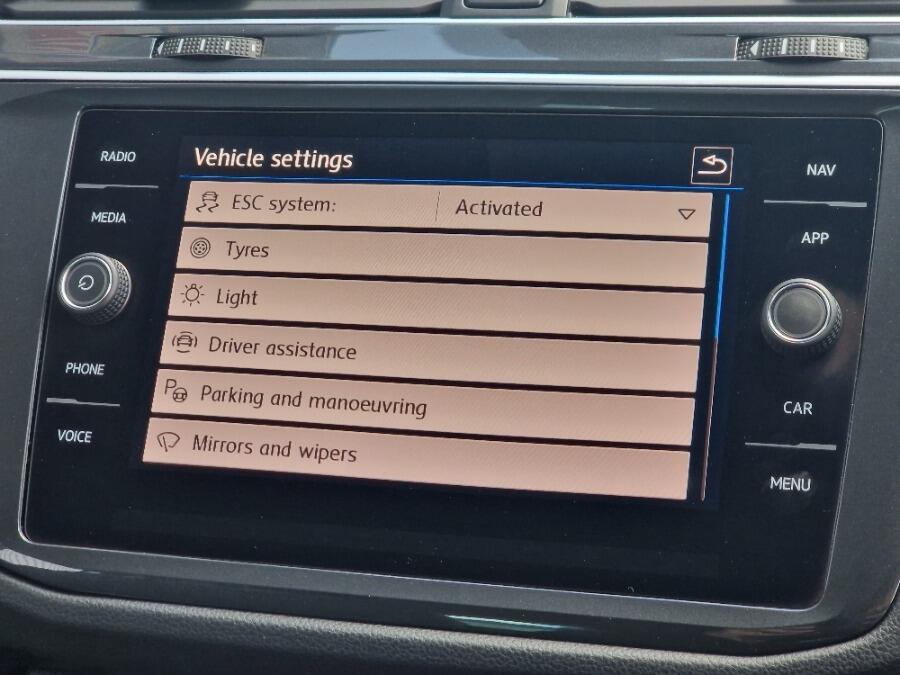 RADIO
MEDIA
PHONE
VOICE
Vehicle settings
ESC system: Activated
Tyres
Light
Driver assistance
Parking and manoeuvring
Mirrors and wipers
NAV
APP
CAR
MENU